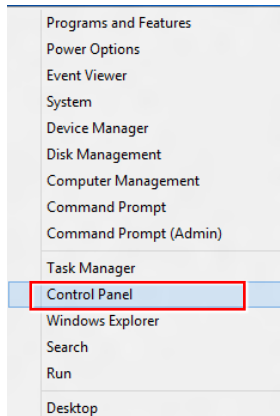 Programs and Features
Power Options
Event Viewer
System
Device Manager
Disk Management
Computer Management
Command Prompt
Command Prompt (Admin)
Task Manager
Control Panel
Windows Explorer
Search
Run
Desktop